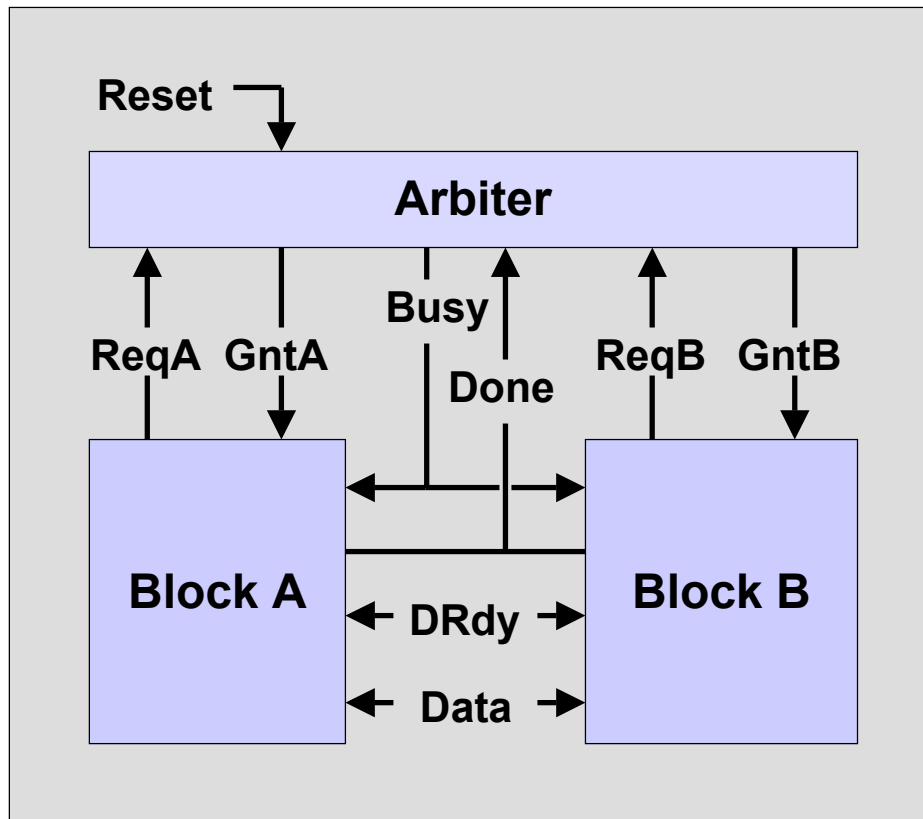 Reset
Arbiter
Busy
ReqA GntA ReqB GntB
Done
Block A Block B
DRdy
Data